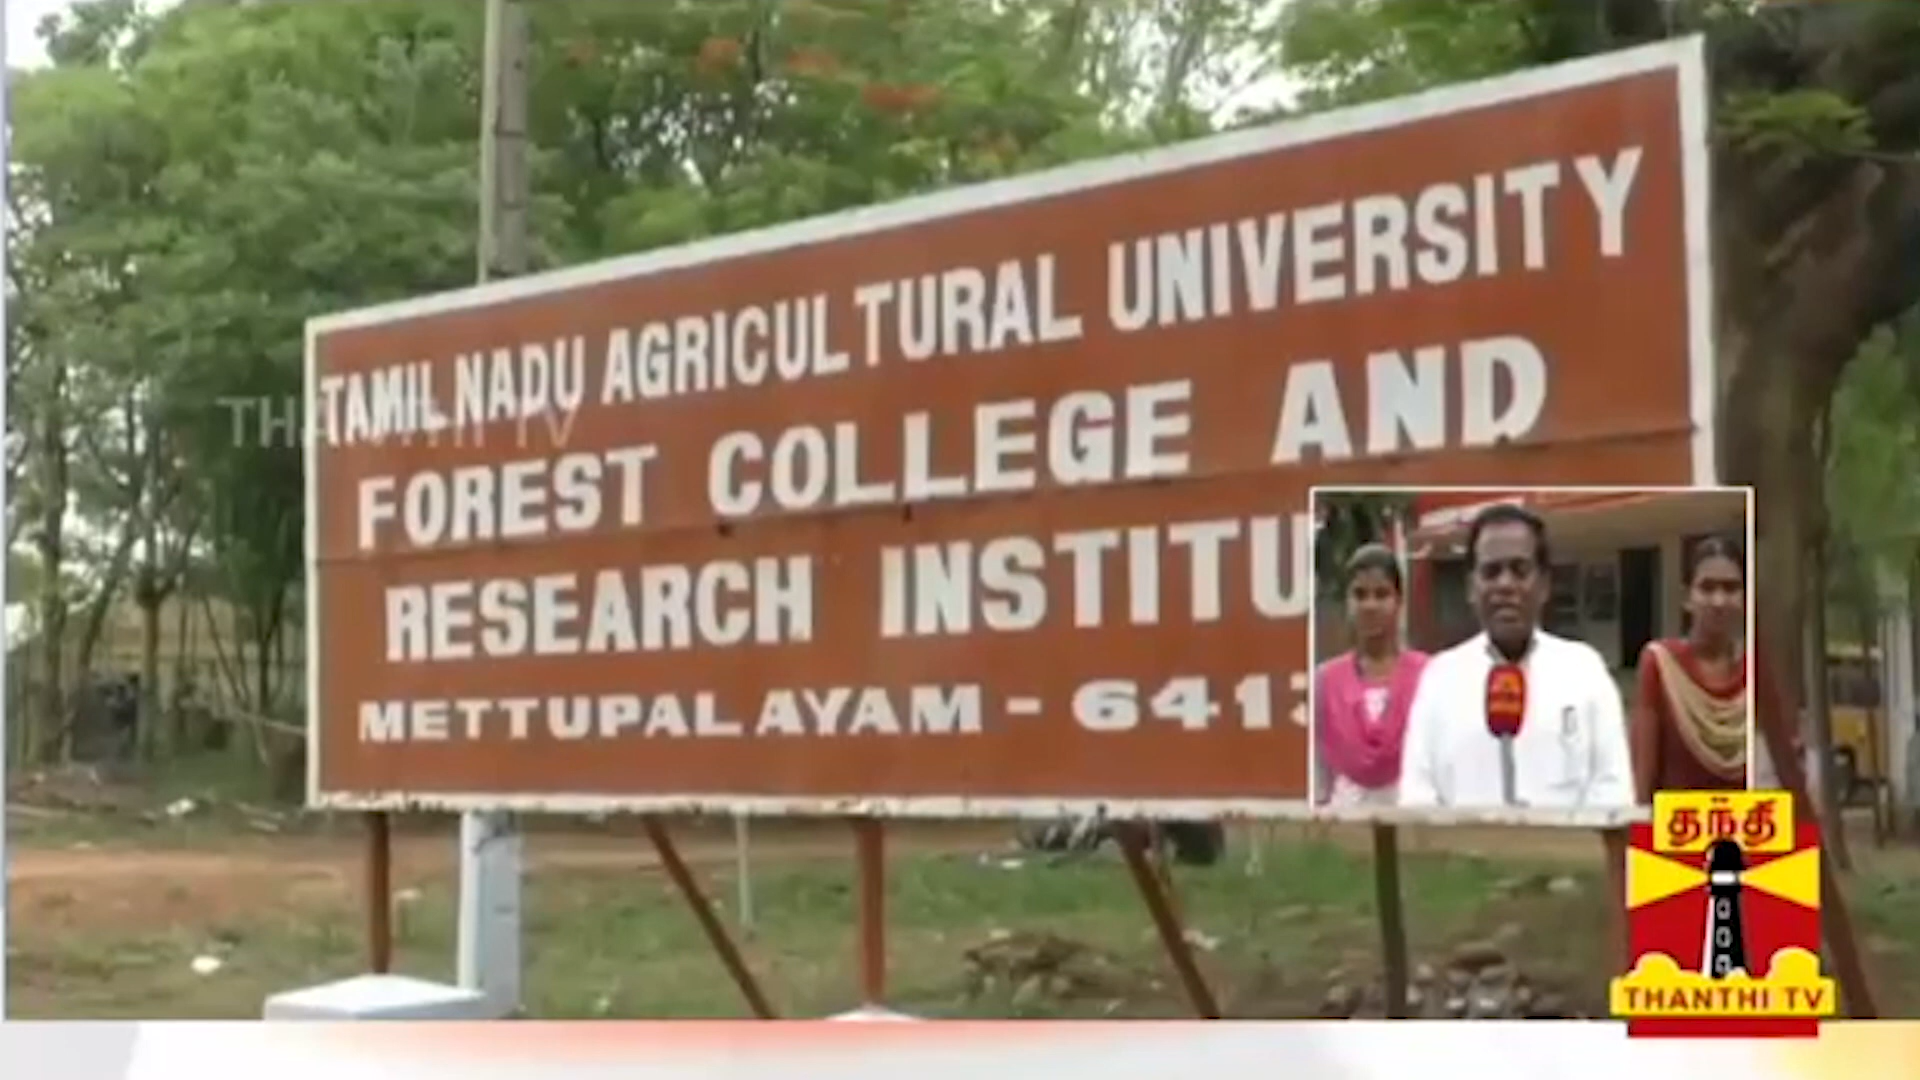 TAMIL NADU AGRICULTURAL UNIVERSITY
FOREST COLLEGE AND
RESEARCH INSTITU
METTUPALAYAM - 641
THANTHI TV
தந்தி
THANTHI TV